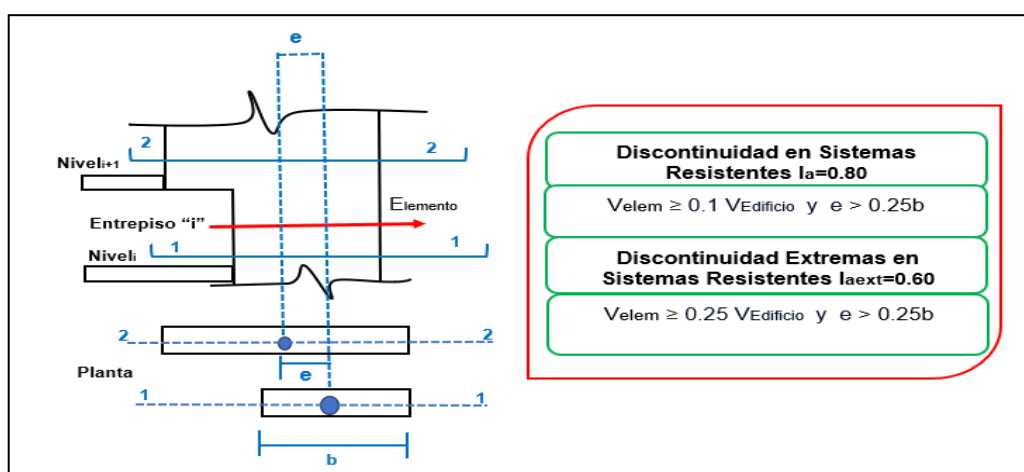 e
2
2
Nivelᵢ₊₁
Elemento
Entrepiso “i”
1
1
Nivelᵢ
2
2
e
Planta
1
1
b
Discontinuidad en Sistemas
Resistentes Ia=0.80
Velem ≥ 0.1 VEdificio y e > 0.25b
Discontinuidad Extremas en
Sistemas Resistentes Iaext=0.60
Velem ≥ 0.25 VEdificio y e > 0.25b